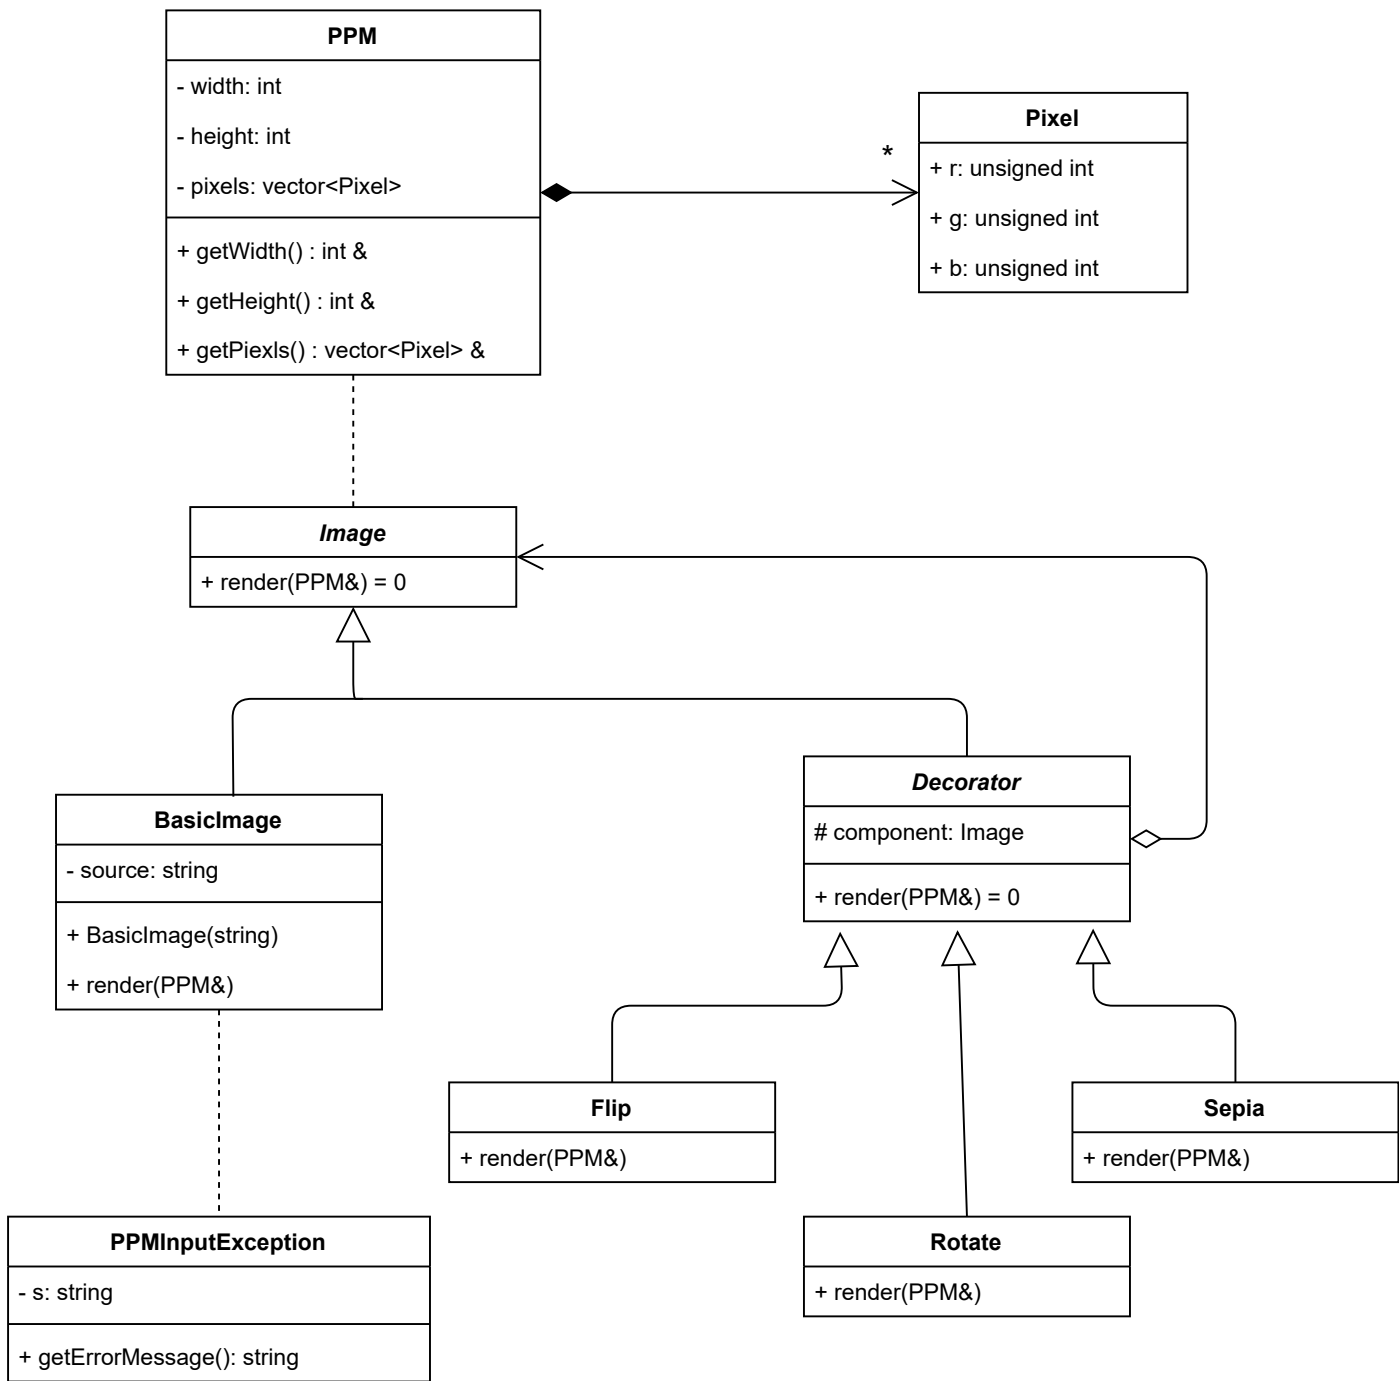 PPM
- width: int
- height: int
- pixels: vector<Pixel>
+ getWidth() : int &
+ getHeight() : int &
+ getPiexls() : vector<Pixel> &
*
Pixel
+ r: unsigned int
+ g: unsigned int
+ b: unsigned int
Image
+ render(PPM&) = 0
BasicImage
- source: string
+ BasicImage(string)
+ render(PPM&)
Decorator
# component: Image
+ render(PPM&) = 0
Flip
+ render(PPM&)
Sepia
+ render(PPM&)
Rotate
+ render(PPM&)
PPMInputException
- s: string
+ getErrorMessage(): string